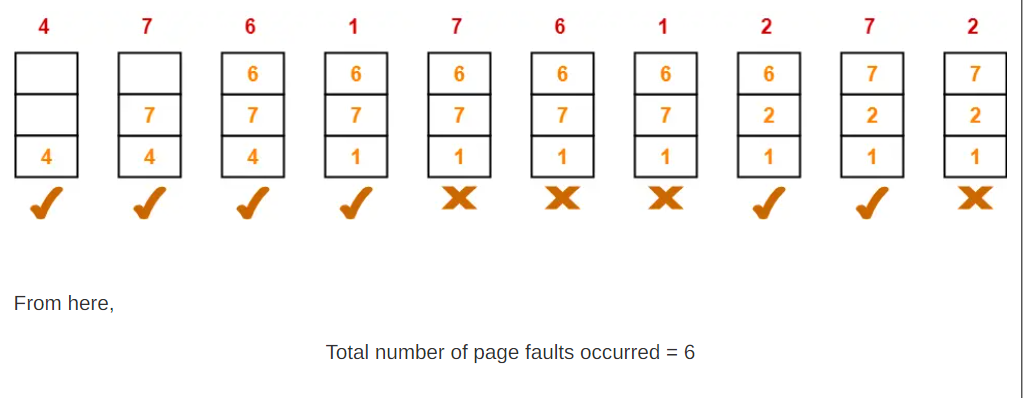 4 7 6 1 7 6 1 2 7 2
6 6 6 6 6 6 7 7
7 7 7 7 7 7 2 2 2
4 4 4 1 1 1 1 1 1 1
From here,
Total number of page faults occurred = 6